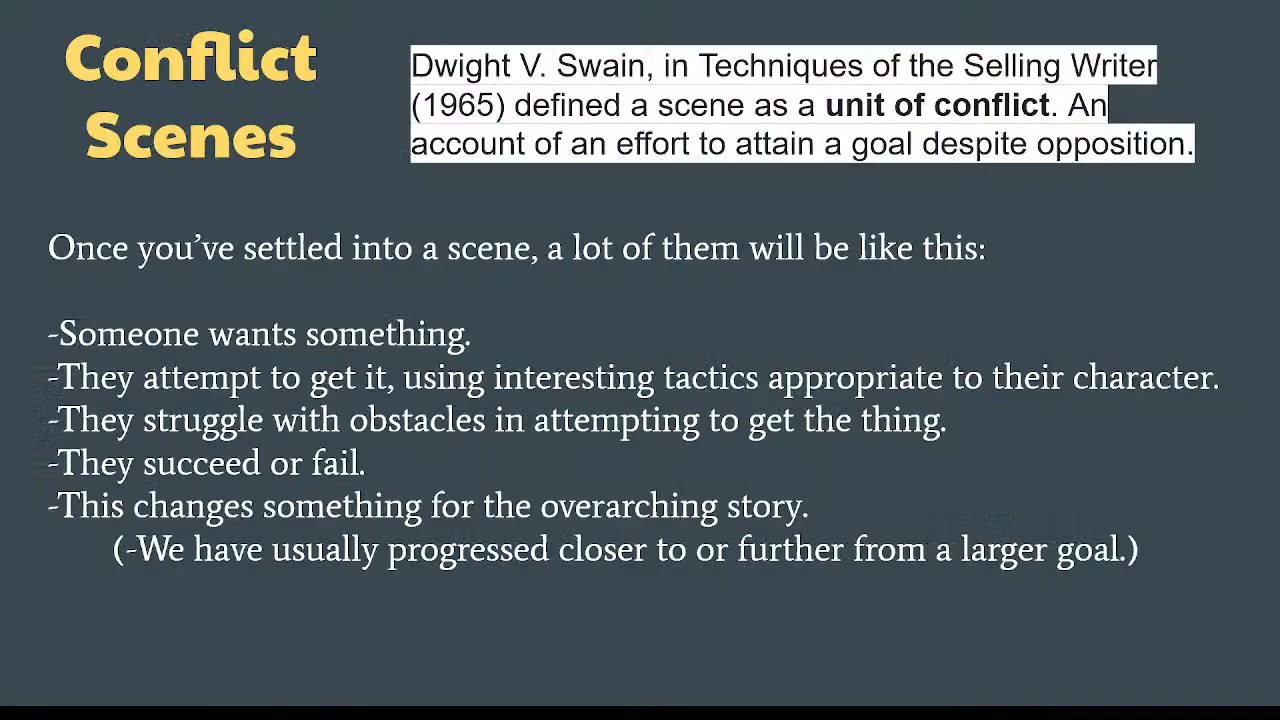 Conflict
Scenes
Dwight V. Swain, in Techniques of the Selling Writer
(1965) defined a scene as a unit of conflict. An
account of an effort to attain a goal despite opposition.
Once you’ve settled into a scene, a lot of them will be like this:
-Someone wants something.
-They attempt to get it, using interesting tactics appropriate to their character.
-They struggle with obstacles in attempting to get the thing.
-They succeed or fail.
-This changes something for the overarching story.
(-We have usually progressed closer to or further from a larger goal.)